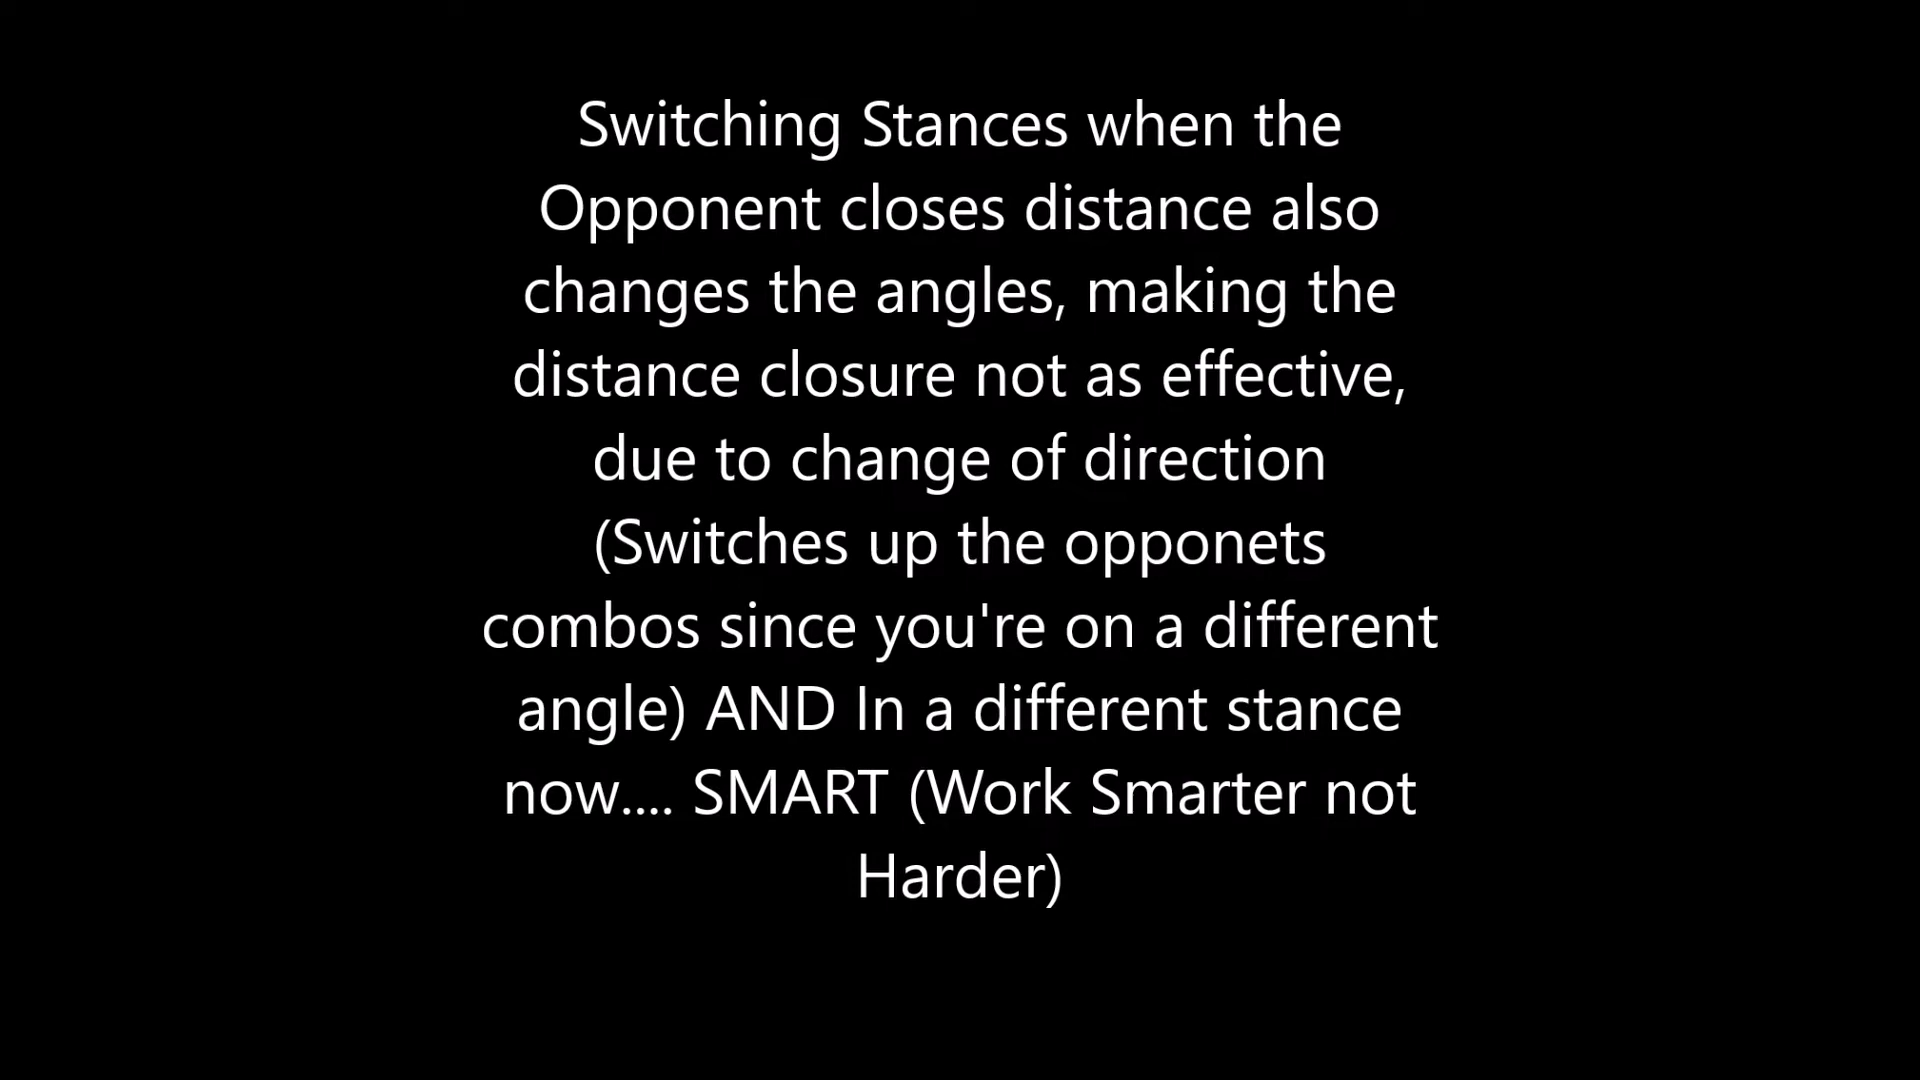 Switching Stances when the
Opponent closes distance also
changes the angles, making the
distance closure not as effective,
due to change of direction
(Switches up the opponets
combos since you're on a different
angle) AND In a different stance
now.... SMART (Work Smarter not
Harder)